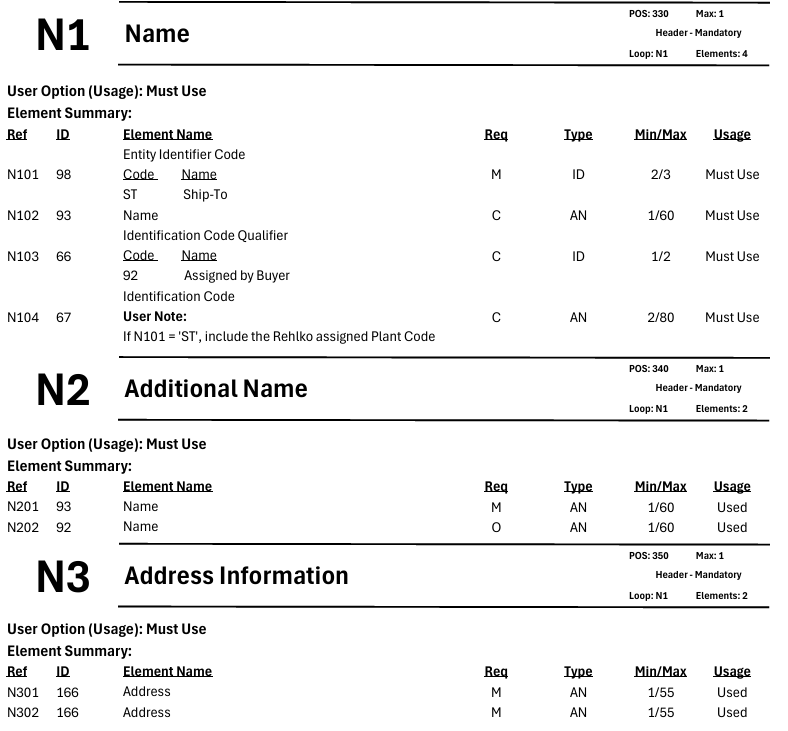 N1 Name POS: 330 Max: 1
Header - Mandatory
Loop: N1 Elements: 4
User Option (Usage): Must Use
Element Summary:
Ref ID Element Name Req Type Min/Max Usage
Entity Identifier Code
N101 98 Code Name M ID 2/3 Must Use
ST Ship-To
N102 93 Name C AN 1/60 Must Use
Identification Code Qualifier
N103 66 Code Name C ID 1/2 Must Use
92 Assigned by Buyer
Identification Code
N104 67 User Note: C AN 2/80 Must Use
If N101 = 'ST', include the Rehlko assigned Plant Code
N2 Additional Name POS: 340 Max: 1
Header - Mandatory
Loop: N1 Elements: 2
User Option (Usage): Must Use
Element Summary:
Ref ID Element Name Req Type Min/Max Usage
N201 93 Name M AN 1/60 Used
N202 92 Name O AN 1/60 Used
N3 Address Information POS: 350 Max: 1
Header - Mandatory
Loop: N1 Elements: 2
User Option (Usage): Must Use
Element Summary:
Ref ID Element Name Req Type Min/Max Usage
N301 166 Address M AN 1/55 Used
N302 166 Address M AN 1/55 Used